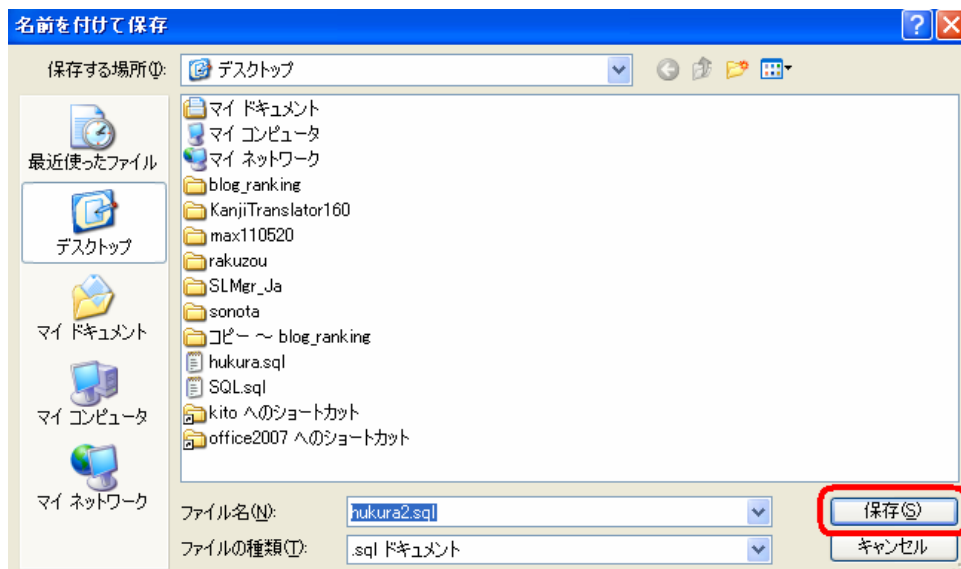 名前を付けて保存
保存する場所(I):
デスクトップ
最近使ったファイル
デスクトップ
マイ ドキュメント
マイ コンピュータ
マイ ネットワーク
マイ ドキュメント
マイ コンピュータ
マイ ネットワーク
blog_ranking
KanjiTranslator160
max110520
rakuzou
SLMgr_Ja
sonota
コピー ～ blog_ranking
hukura.sql
SQL.sql
kito へのショートカット
office2007 へのショートカット
ファイル名(N):
hukura2.sql
保存(S)
ファイルの種類(T):
.sql ドキュメント
キャンセル